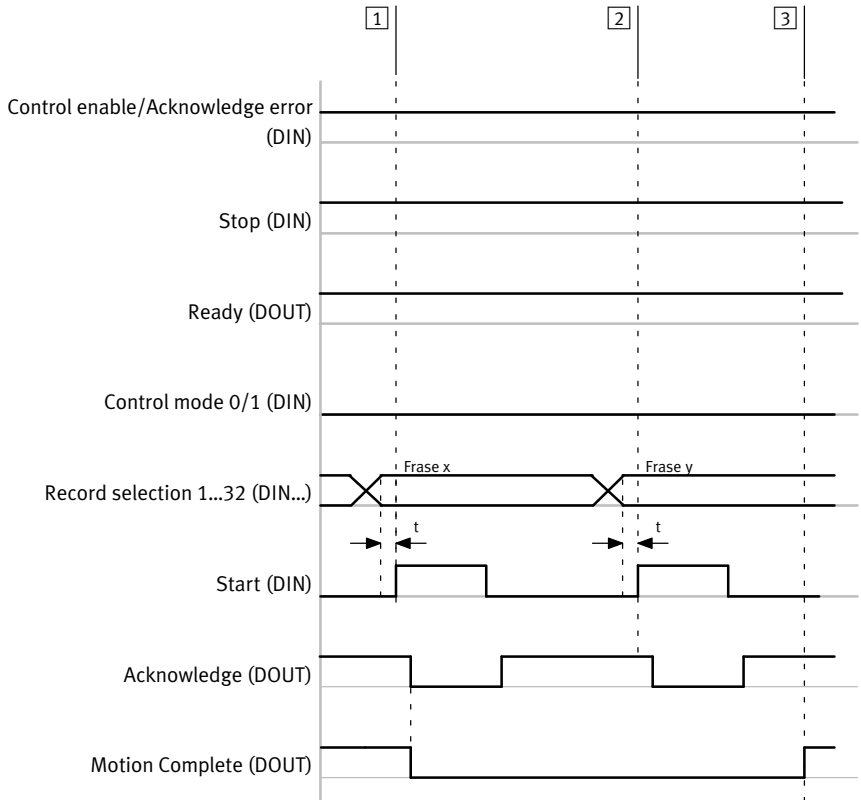 1 2 3
Control enable/Acknowledge error
(DIN)
Stop (DIN)
Ready (DOUT)
Control mode 0/1 (DIN)
Frase x Frase y
Record selection 1...32 (DIN...)
t t
Start (DIN)
Acknowledge (DOUT)
Motion Complete (DOUT)